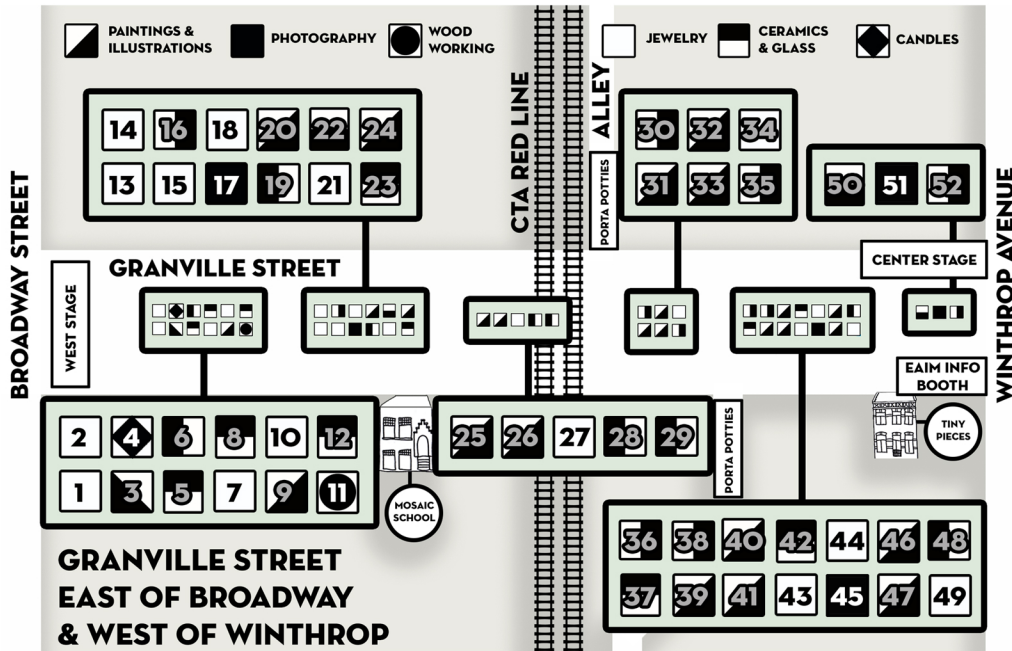 PAINTINGS &
ILLUSTRATIONS
PHOTOGRAPHY
WOOD
WORKING
JEWELRY
CERAMICS
& GLASS
CANDLES
14 16 18 20 22 24
13 15 17 19 21 23
CTA RED LINE
ALLEY
PORTA POTTIES
30 32 34
31 33 35
50 51 52
BROADWAY STREET
WINTHROP AVENUE
GRANVILLE STREET
WEST STAGE
CENTER STAGE
EAIM INFO
BOOTH
TINY
PIECES
2 4 6 8 10 12
1 3 5 7 9 11
MOSAIC
SCHOOL
25 26 27 28 29
PORTA POTTIES
36 38 40 42 44 46 48
37 39 41 43 45 47 49
GRANVILLE STREET
EAST OF BROADWAY
& WEST OF WINTHROP